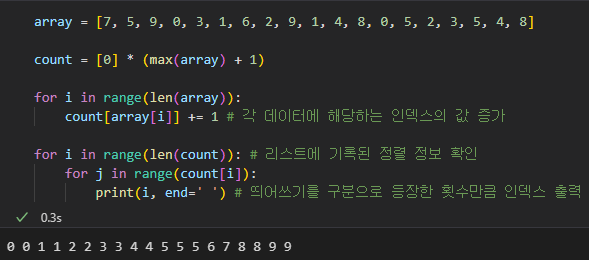 array = [7, 5, 9, 0, 3, 1, 6, 2, 9, 1, 4, 8, 0, 5, 2, 3, 5, 4, 8]
count = [0] * (max(array) + 1)
for i in range(len(array)):
    count[array[i]] += 1 # 각 데이터에 해당하는 인덱스의 값 증가
for i in range(len(count)): # 리스트에 기록된 정렬 정보 확인
    for j in range(count[i]):
        print(i, end=' ') # 띄어쓰기를 구분으로 등장한 횟수만큼 인덱스 출력
✓ 0.3s
0 0 1 1 2 2 3 3 4 4 5 5 5 6 7 8 8 9 9